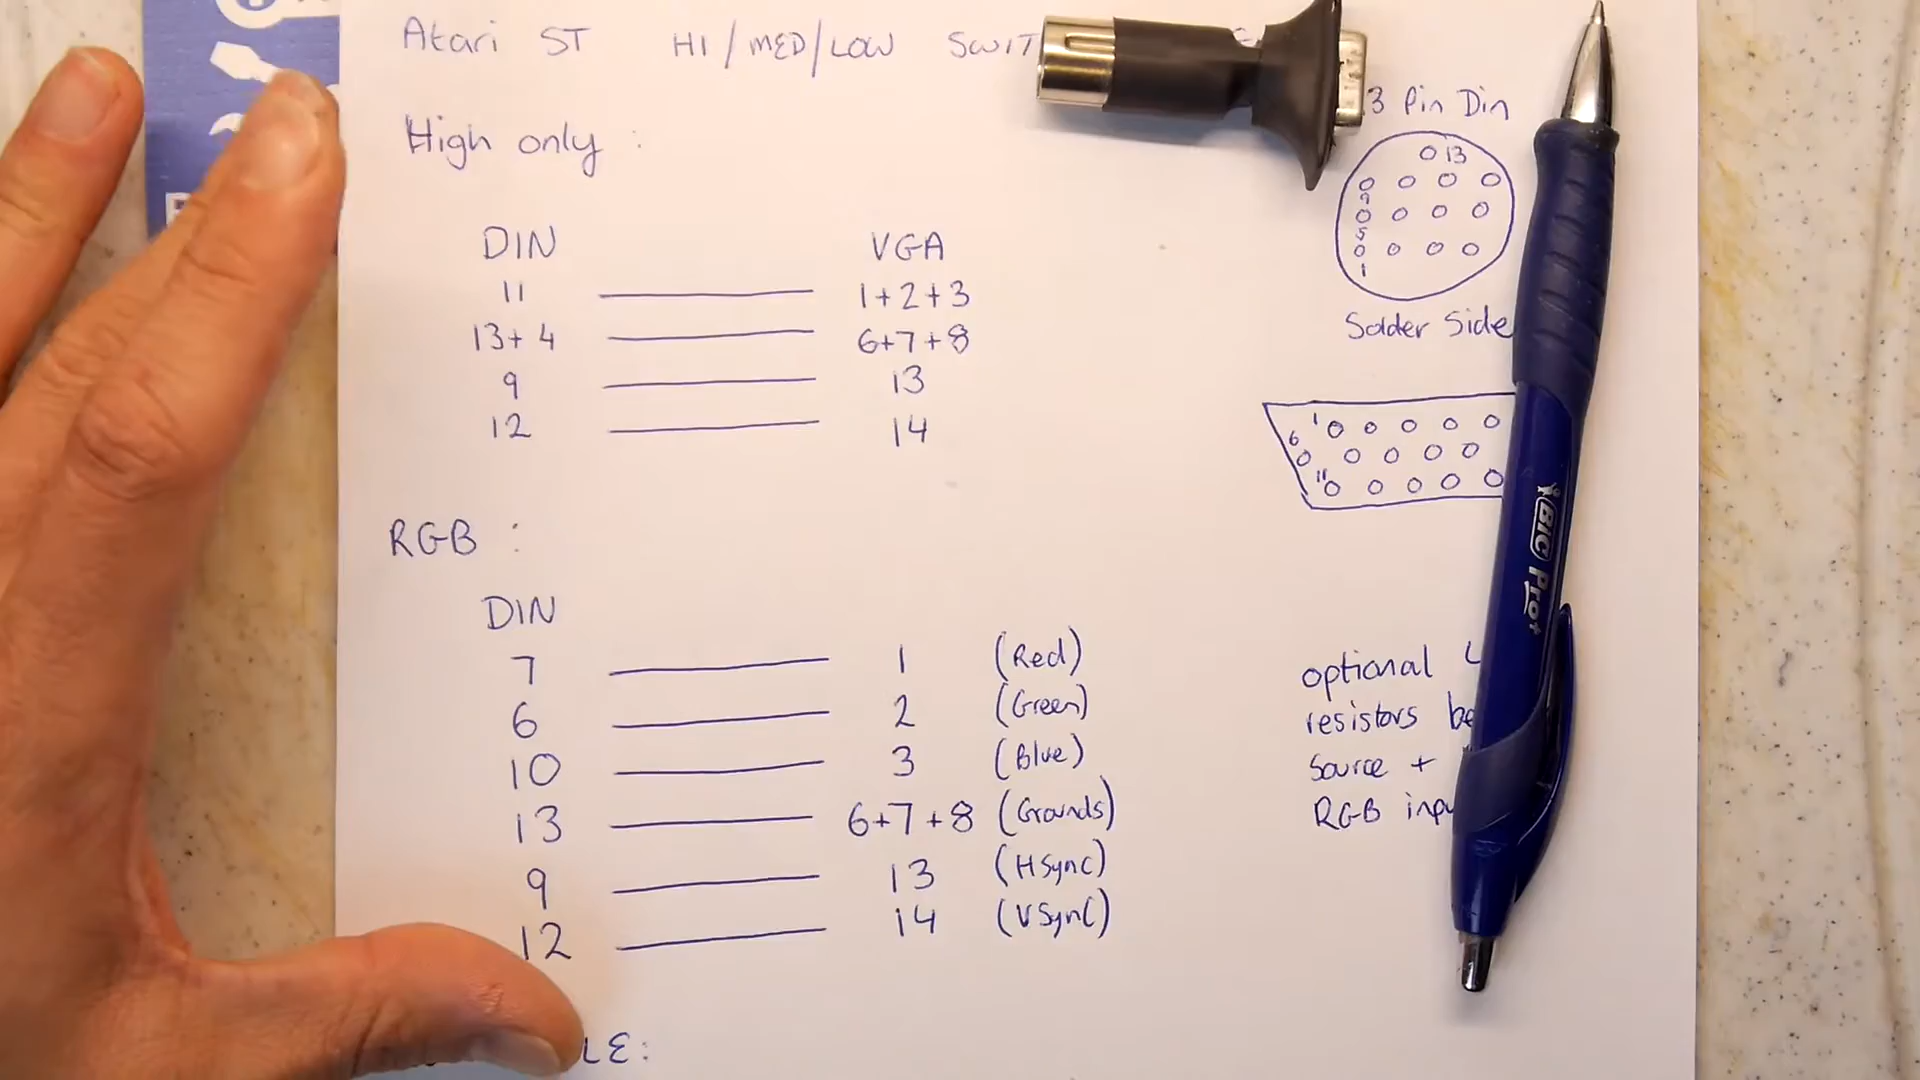 Atari ST HI/MED/LOW
High only :
DIN VGA
11 1+2+3
13+4 6+7+8
9 13
12 14
RGB :
DIN
7 1 (Red)
6 2 (Green)
10 3 (Blue)
13 6+7+8 (Grounds)
9 13 (HSync)
12 14 (VSync)
3 Pin Din
13
9
5
1
Solder Side
1
6
11
optional
resistors
Source +
RGB
BIC Pro+